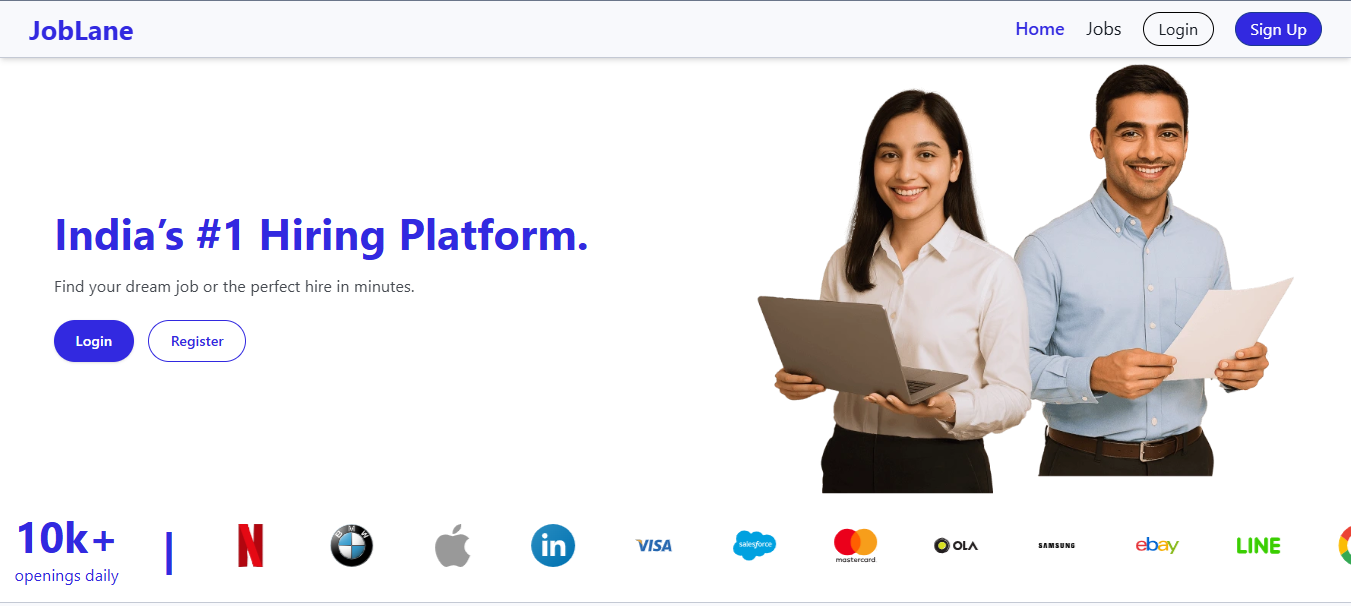 JobLane
Home Jobs Login Sign Up
India’s #1 Hiring Platform.
Find your dream job or the perfect hire in minutes.
Login Register
10k+
openings daily
N BMW in VISA salesforce mastercard OLA SAMSUNG ebay LINE